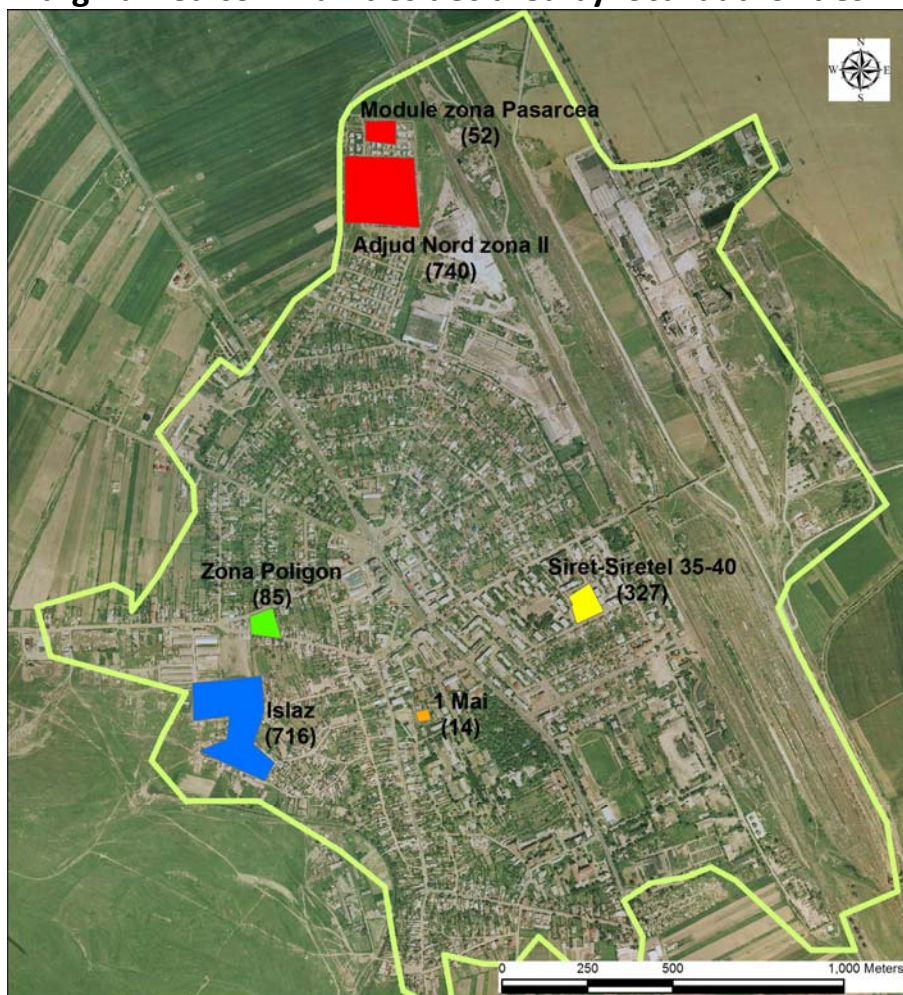 N
W E
S
Module zona Pasarcea
(52)
Adjud Nord zona II
(740)
Zona Poligon
(85)
Siret-Siretel 35-40
(327)
Islaz
(716)
1 Mai
(14)
0 250 500 1,000 Meters